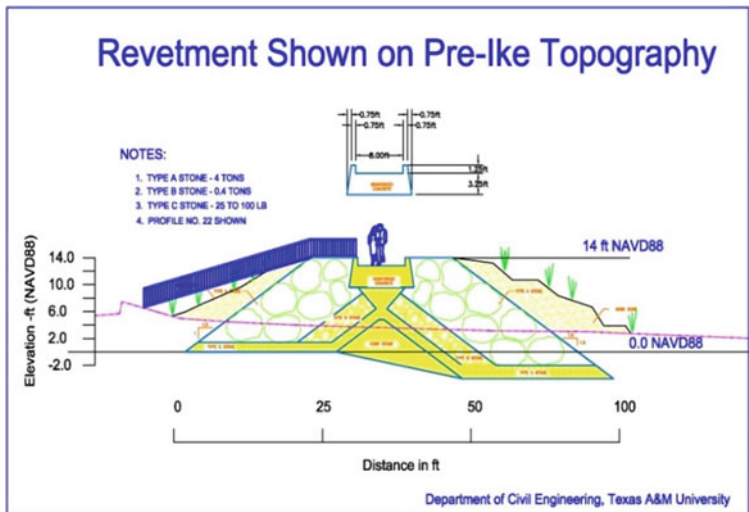 Revetment Shown on Pre-Ike Topography
0.75ft
0.75ft
0.75ft
0.75ft
6.00ft
3.25ft
NOTES:
1. TYPE A STONE - 4 TONS
2. TYPE B STONE - 0.4 TONS
3. TYPE C STONE - 25 TO 100 LB
4. PROFILE NO. 22 SHOWN
Elevation -ft (NAVD88)
14.0
10.0
6.0
2.0
-2.0
14 ft NAVD88
0.0 NAVD88
0
25
50
100
Distance in ft
Department of Civil Engineering, Texas A&M University